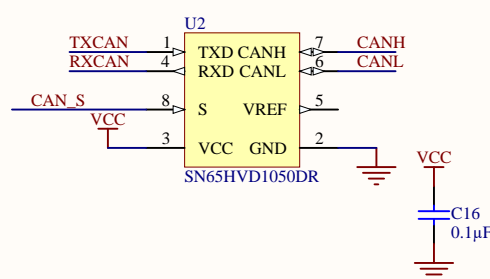 U2
TXCAN 1 TXD CANH 7 CANH
RXCAN 4 RXD CANL 6 CANL
CAN_S 8 S VREF 5
VCC 3 VCC GND 2
SN65HVD1050DR
VCC
C16
0.1µF